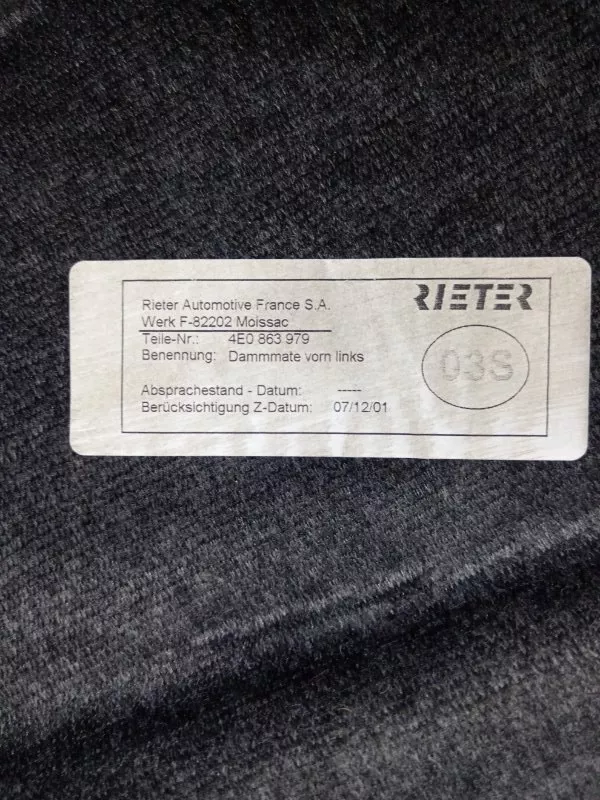 RIETER
Rieter Automotive France S.A.
Werk F-82202 Moissac
Teile-Nr.: 4E0 863 979
Benennung: Dammmate vorn links
03S
Absprachestand - Datum: -----
Berücksichtigung Z-Datum: 07/12/01